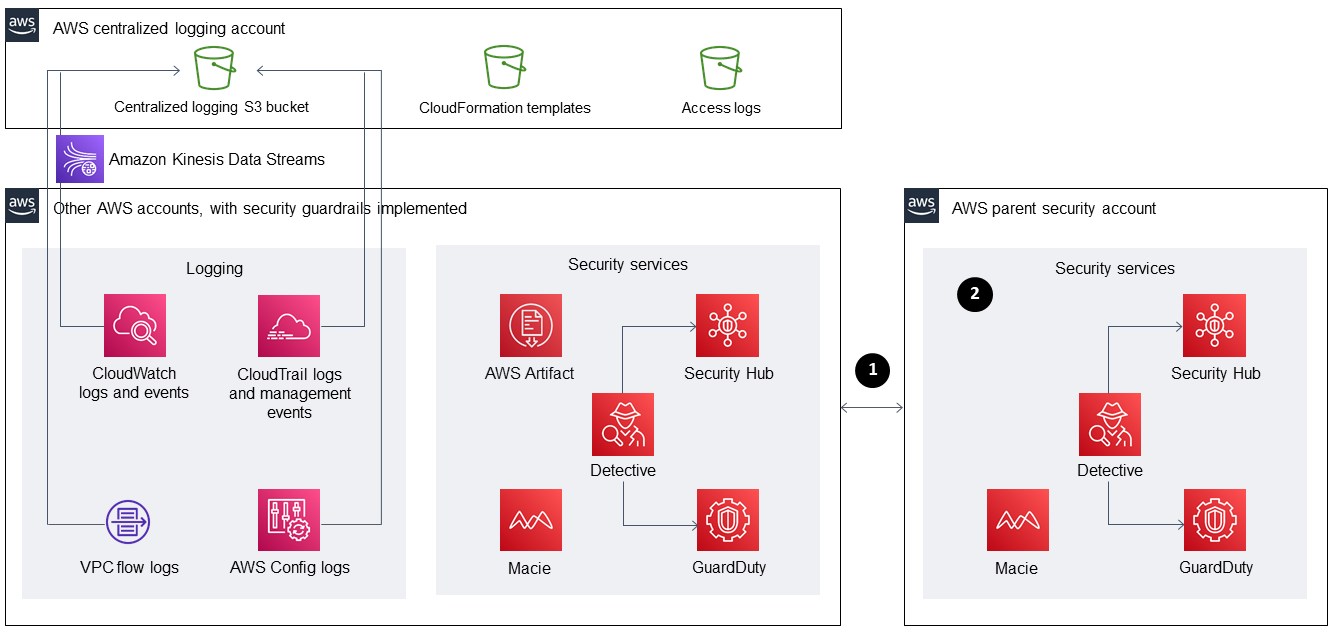 aws
AWS centralized logging account
Centralized logging S3 bucket
CloudFormation templates
Access logs
Amazon Kinesis Data Streams
aws
Other AWS accounts, with security guardrails implemented
Logging
CloudWatch
logs and events
CloudTrail logs
and management
events
VPC flow logs
AWS Config logs
Security services
AWS Artifact
Security Hub
Detective
Macie
GuardDuty
1
aws
AWS parent security account
Security services
2
Security Hub
Detective
Macie
GuardDuty